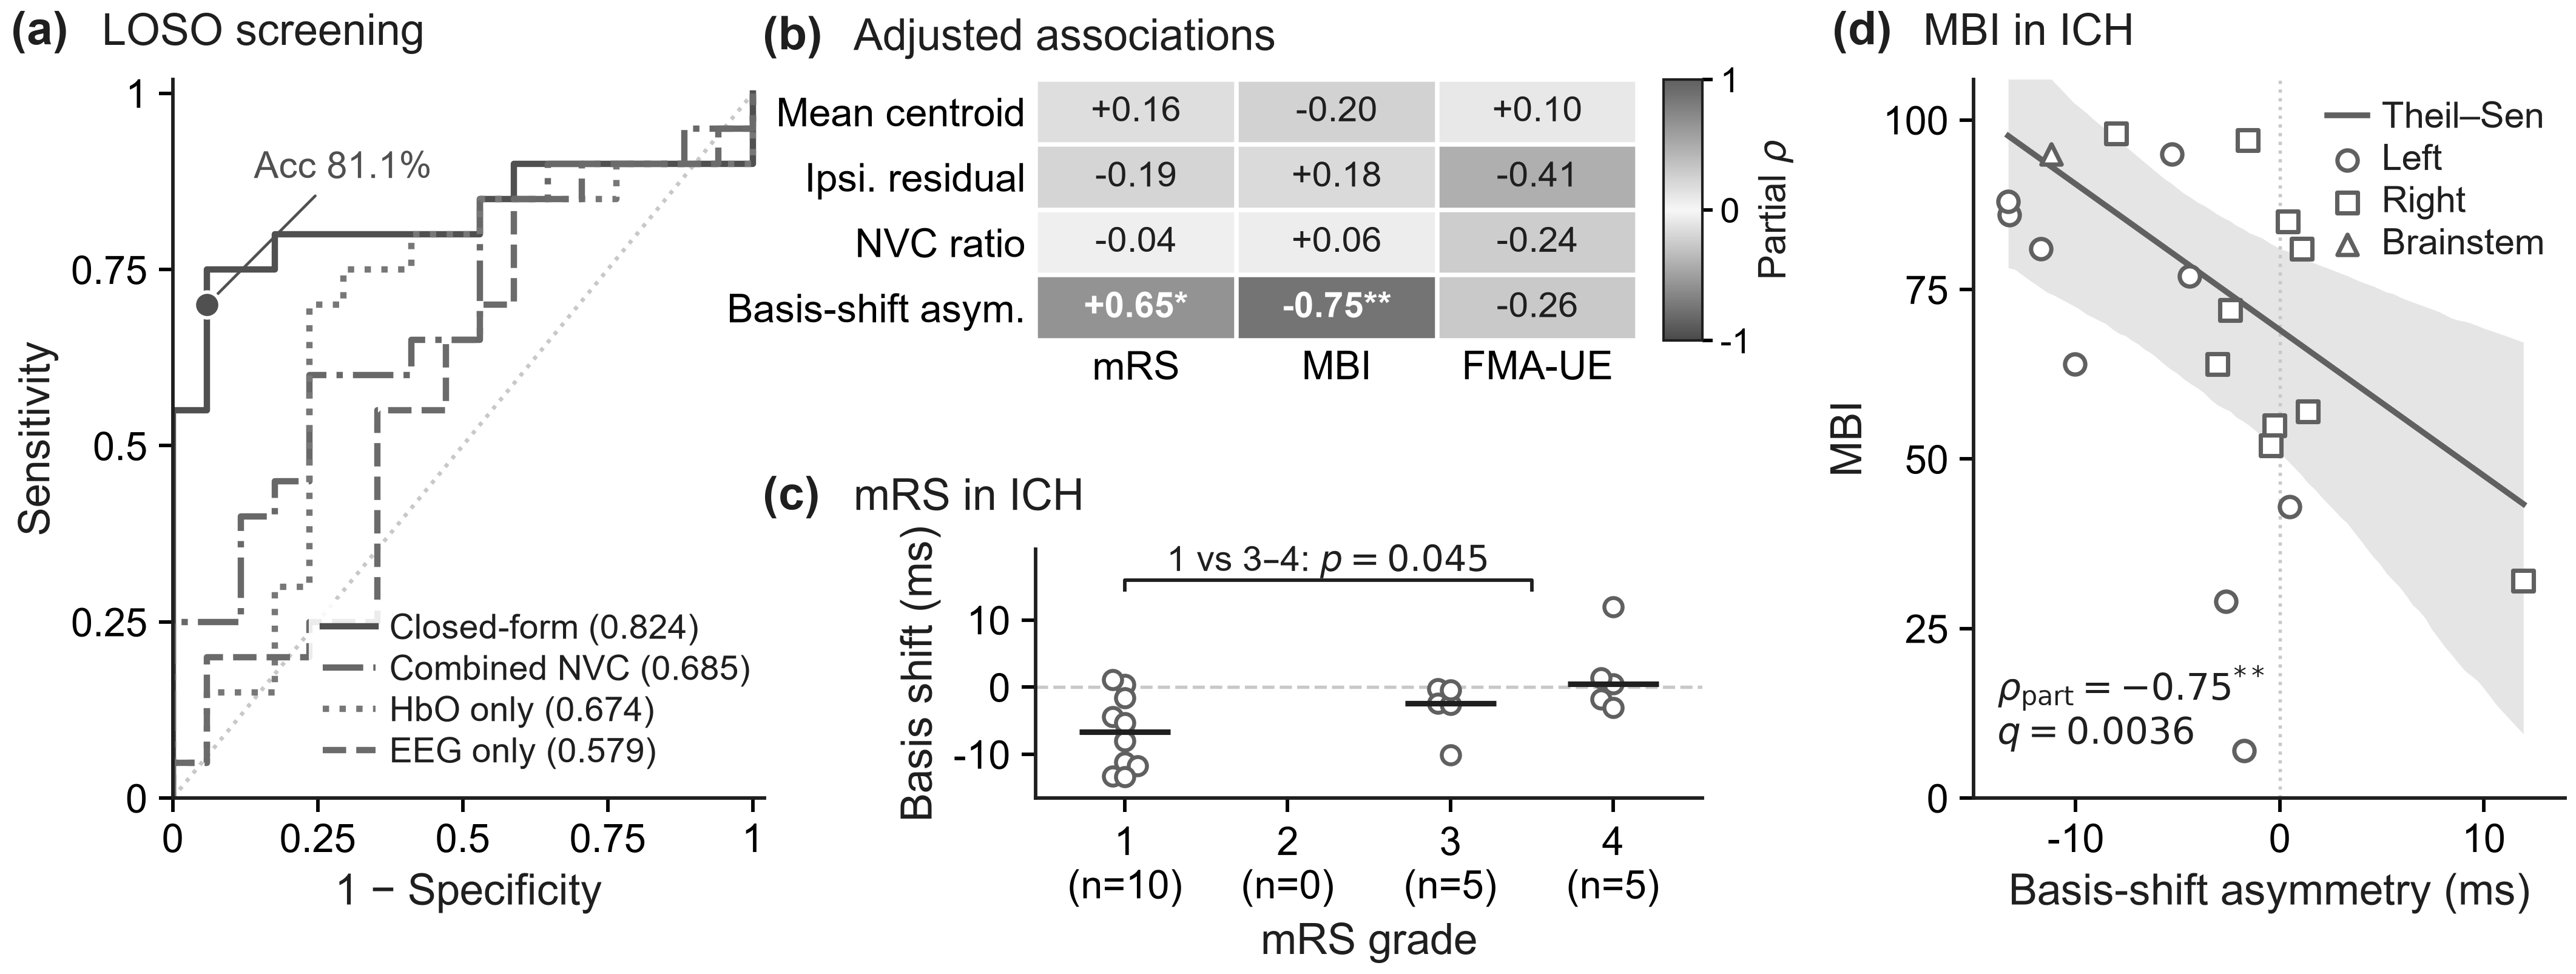 (a) LOSO screening
1
0.75
0.5
0.25
0
Sensitivity
Acc 81.1%
Closed-form (0.824)
Combined NVC (0.685)
HbO only (0.674)
EEG only (0.579)
0 0.25 0.5 0.75 1
1 − Specificity
(b) Adjusted associations
Mean centroid +0.16 -0.20 +0.10
Ipsi. residual -0.19 +0.18 -0.41
NVC ratio -0.04 +0.06 -0.24
Basis-shift asym. +0.65* -0.75** -0.26
mRS MBI FMA-UE
1
0
-1
Partial ρ
(c) mRS in ICH
1 vs 3–4: p = 0.045
10
0
-10
Basis shift (ms)
1 2 3 4
(n=10) (n=0) (n=5) (n=5)
mRS grade
(d) MBI in ICH
100
75
50
25
0
MBI
Theil–Sen
Left
Right
Brainstem
ρpart = −0.75**
q = 0.0036
-10 0 10
Basis-shift asymmetry (ms)